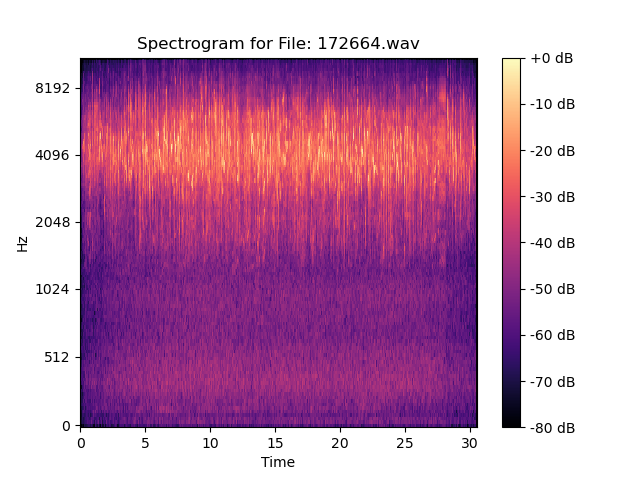 Spectrogram for File: 172664.wav
Hz
8192
4096
2048
1024
512
0
0 5 10 15 20 25 30
Time
+0 dB
-10 dB
-20 dB
-30 dB
-40 dB
-50 dB
-60 dB
-70 dB
-80 dB